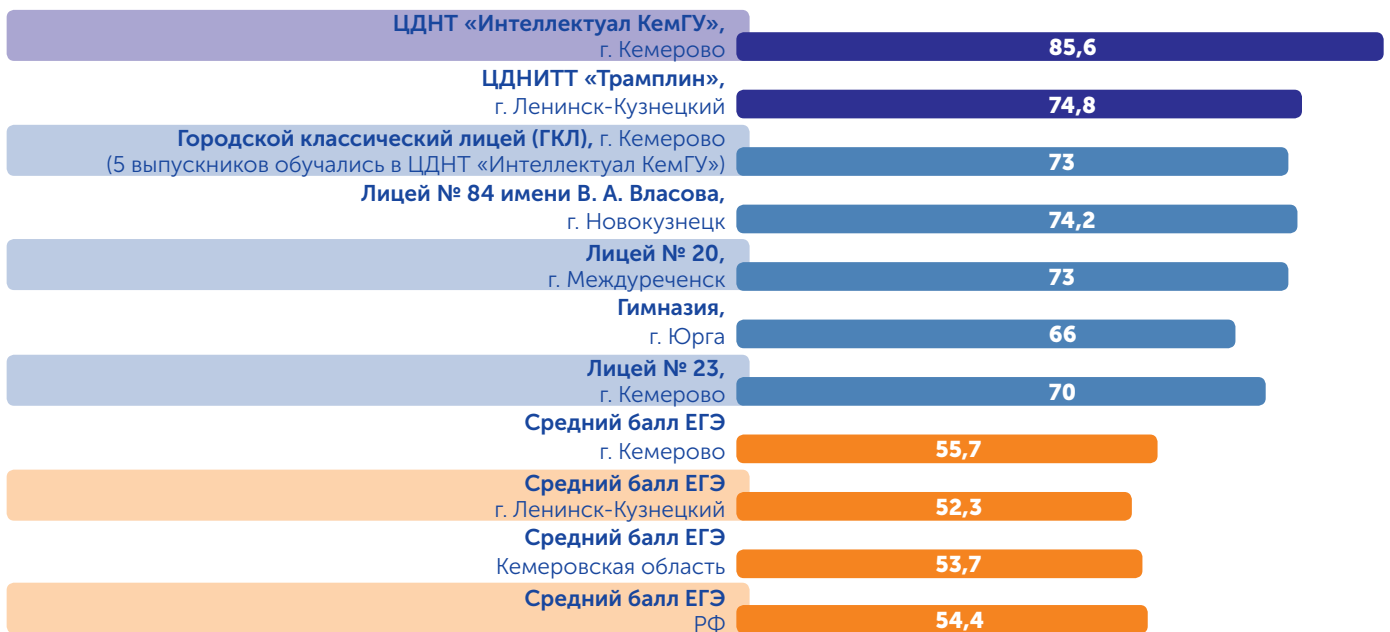 ЦДНТ «Интеллектуал КемГУ»,
г. Кемерово
85,6
ЦДНИТТ «Трамплин»,
г. Ленинск-Кузнецкий
74,8
Городской классический лицей (ГКЛ), г. Кемерово
(5 выпускников обучались в ЦДНТ «Интеллектуал КемГУ»)
73
Лицей № 84 имени В. А. Власова,
г. Новокузнецк
74,2
Лицей № 20,
г. Междуреченск
73
Гимназия,
г. Юрга
66
Лицей № 23,
г. Кемерово
70
Средний балл ЕГЭ
г. Кемерово
55,7
Средний балл ЕГЭ
г. Ленинск-Кузнецкий
52,3
Средний балл ЕГЭ
Кемеровская область
53,7
Средний балл ЕГЭ
РФ
54,4